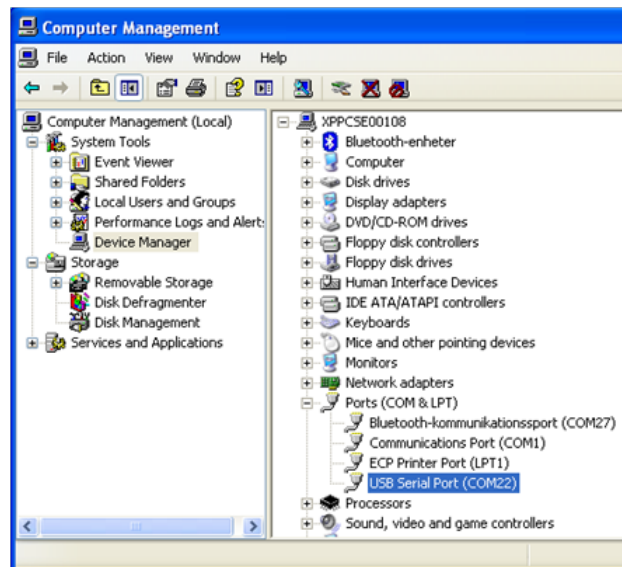 Computer Management
File Action View Window Help
Computer Management (Local)
System Tools
Event Viewer
Shared Folders
Local Users and Groups
Performance Logs and Alert:
Device Manager
Storage
Removable Storage
Disk Defragmenter
Disk Management
Services and Applications
XPPCSE00108
Bluetooth-enheter
Computer
Disk drives
Display adapters
DVD/CD-ROM drives
Floppy disk controllers
Floppy disk drives
Human Interface Devices
IDE ATA/ATAPI controllers
Keyboards
Mice and other pointing devices
Monitors
Network adapters
Ports (COM & LPT)
Bluetooth-kommunikationssport (COM27)
Communications Port (COM1)
ECP Printer Port (LPT1)
USB Serial Port (COM22)
Processors
Sound, video and game controllers